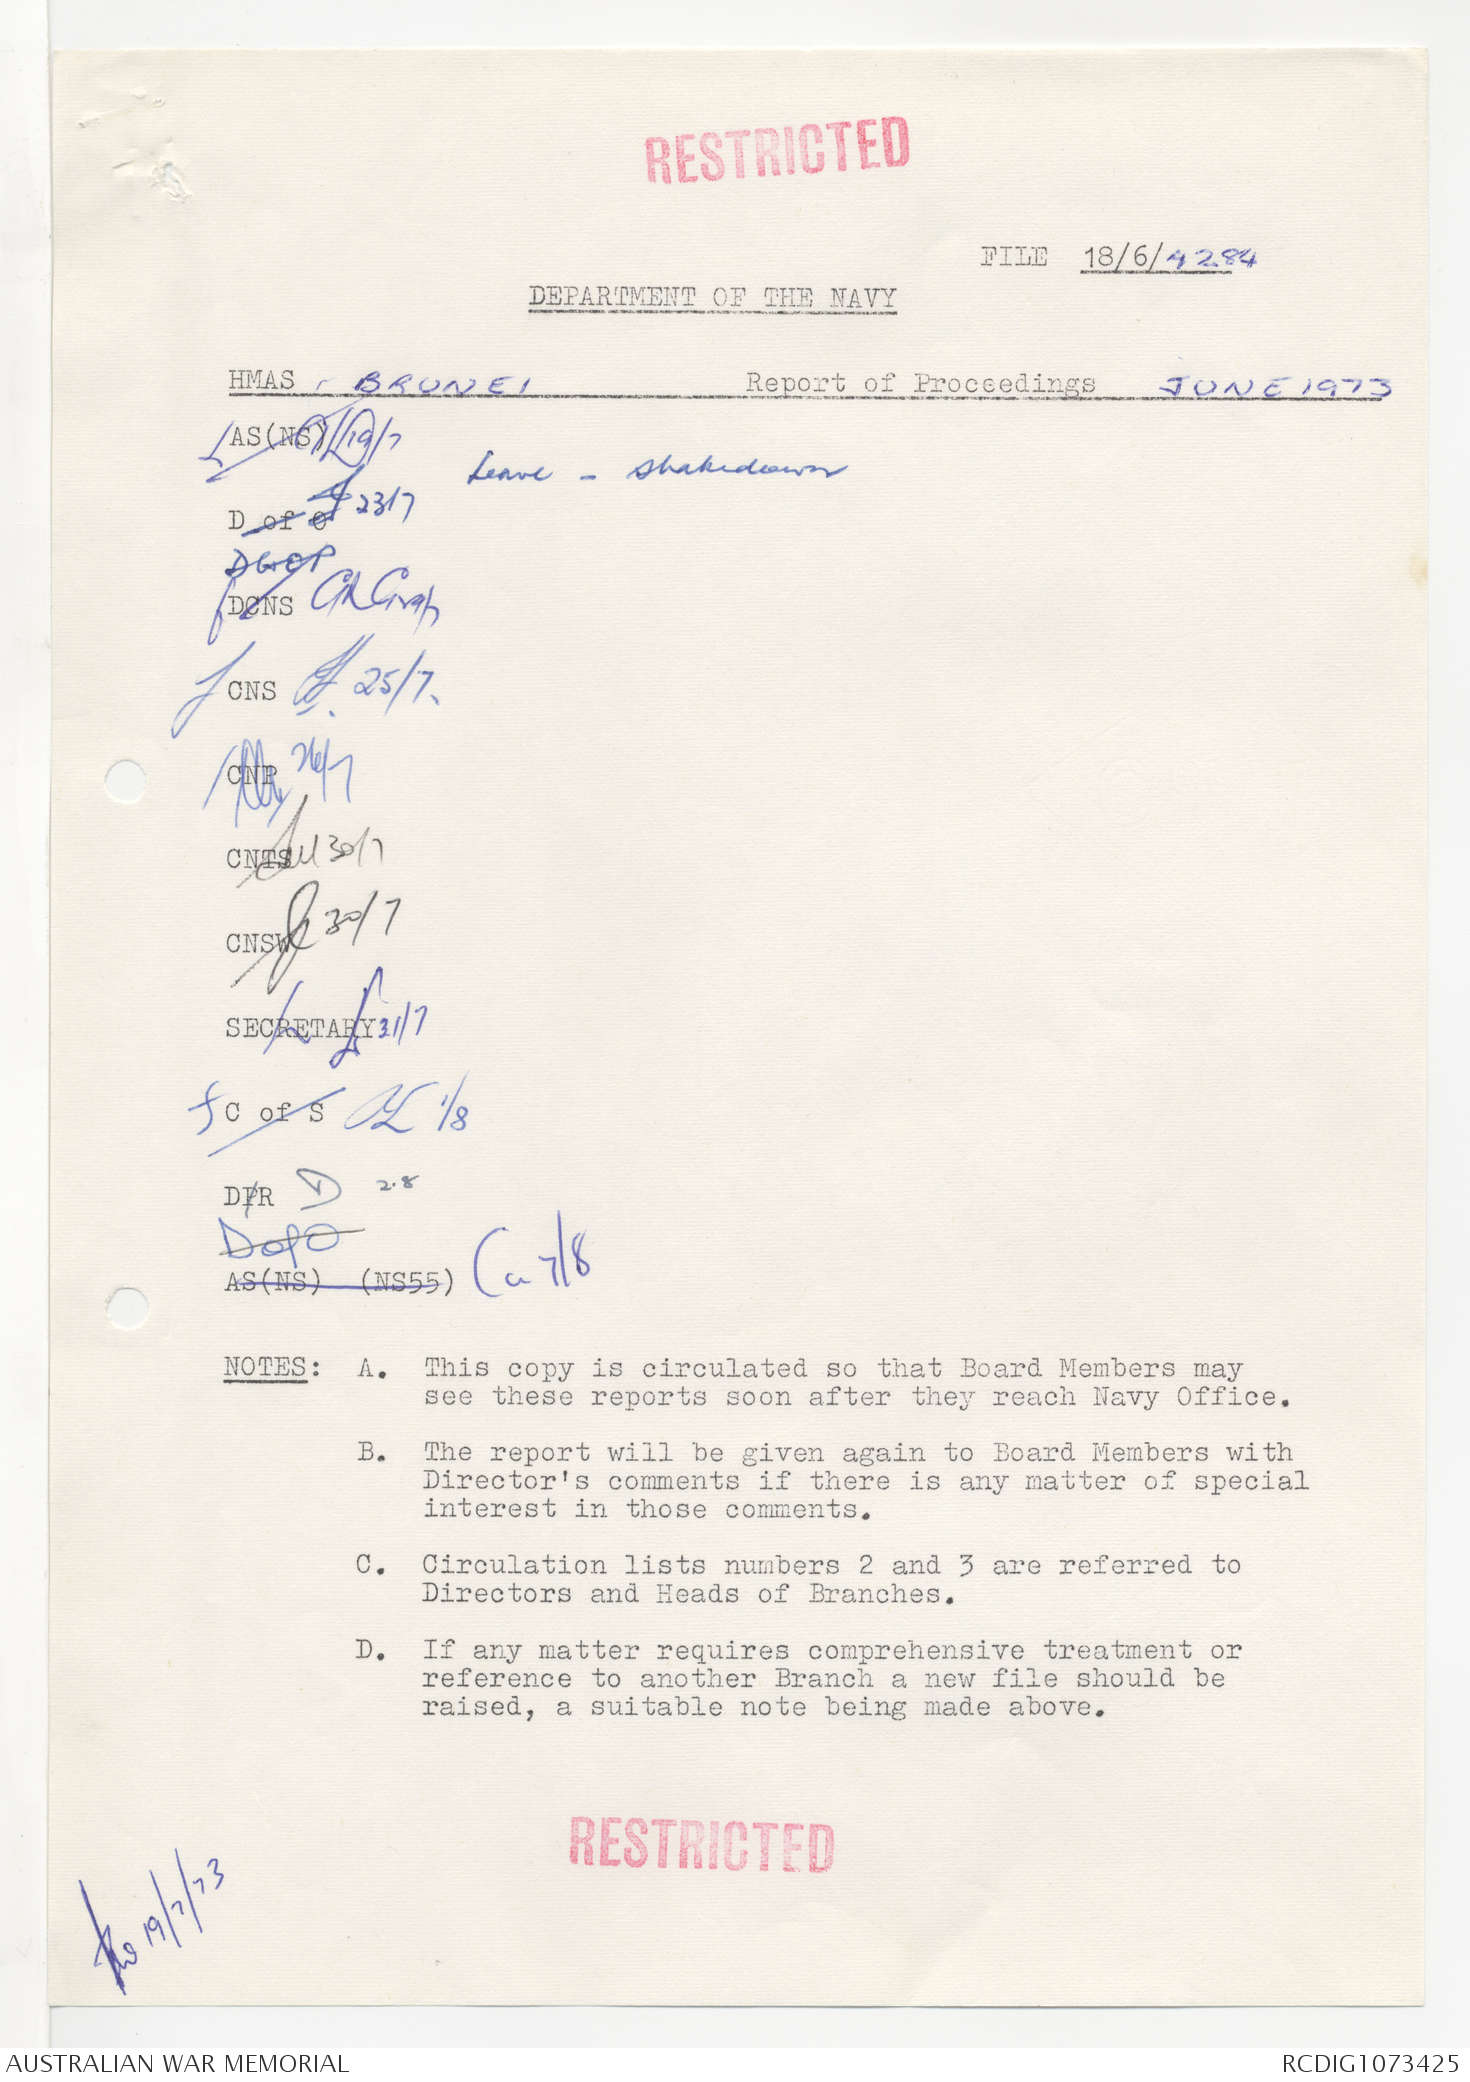 RESTRICTED
FILE 18/6/4284
DEPARTMENT OF THE NAVY
HMAS BRUNEI Report of Proceedings JUNE 1973
AS(NS) 19/7
Leave - shakedown
D of O 23/7
DGOP
DCNS
CNS 25/7.
CNP 26/7
CNTS 30/7
CNSW 30/7
SECRETARY 31/7
C of S 1/8
DPR 2.8
D of O
AS(NS) (NS55) 7/8
NOTES: A. This copy is circulated so that Board Members may
see these reports soon after they reach Navy Office.
B. The report will be given again to Board Members with
Director's comments if there is any matter of special
interest in those comments.
C. Circulation lists numbers 2 and 3 are referred to
Directors and Heads of Branches.
D. If any matter requires comprehensive treatment or
reference to another Branch a new file should be
raised, a suitable note being made above.
RESTRICTED
19/7/73
AUSTRALIAN WAR MEMORIAL
RCDIG1073425